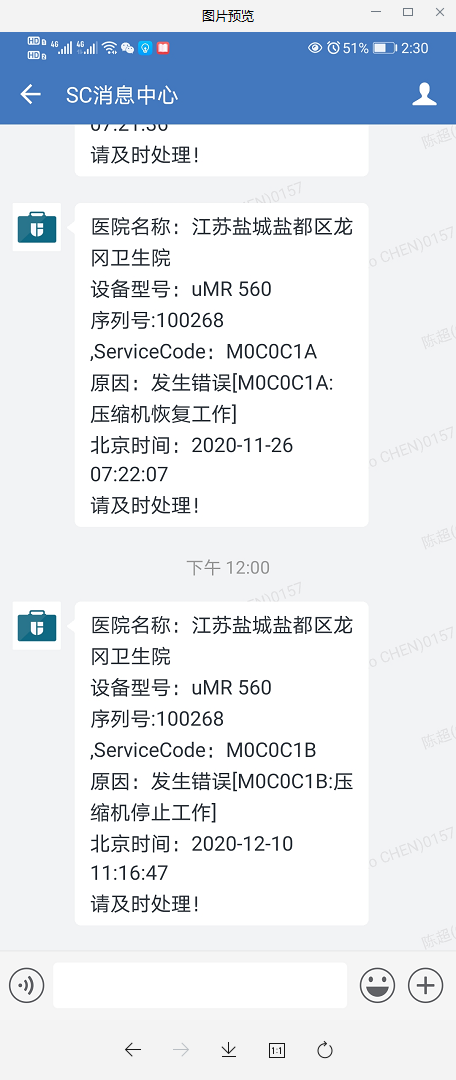 图片预览
HD 2 4G 4G 51% 2:30
HD 2
SC消息中心
07:21:36
请及时处理！
医院名称：江苏盐城盐都区龙
冈卫生院
设备型号：uMR 560
序列号:100268
,ServiceCode：M0C0C1A
原因：发生错误[M0C0C1A:
压缩机恢复工作]
北京时间：2020-11-26
07:22:07
请及时处理！
下午 12:00
医院名称：江苏盐城盐都区龙
冈卫生院
设备型号：uMR 560
序列号:100268
,ServiceCode：M0C0C1B
原因：发生错误[M0C0C1B:压
缩机停止工作]
北京时间：2020-12-10
11:16:47
请及时处理！
1:1